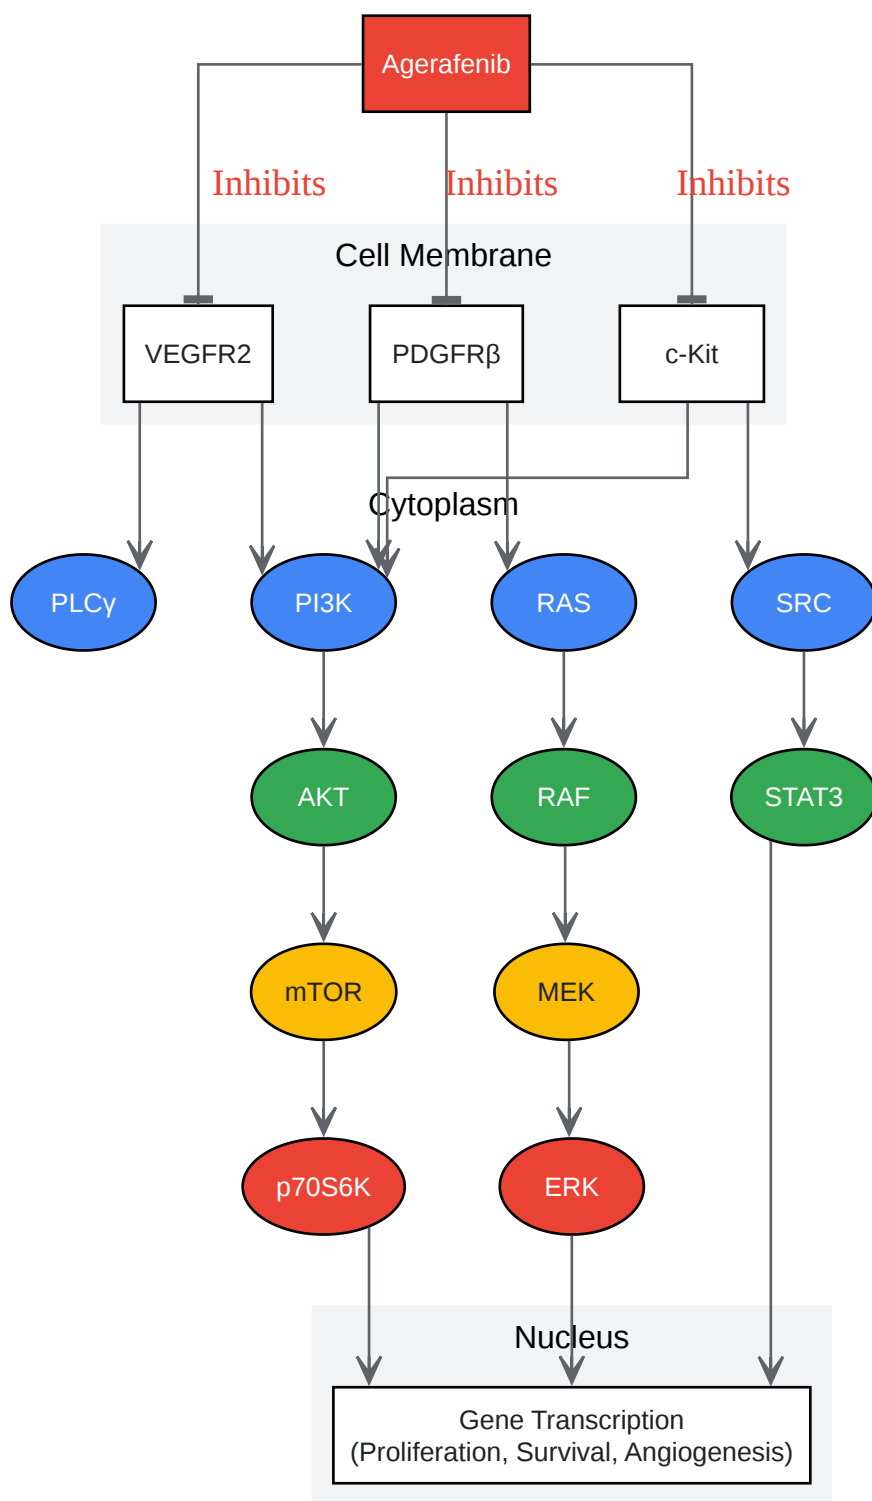 Agerafenib
Inhibits
Inhibits
Inhibits
Cell Membrane
VEGFR2
PDGFRβ
c-Kit
Cytoplasm
PLCγ
PI3K
RAS
SRC
AKT
RAF
STAT3
mTOR
MEK
p70S6K
ERK
Nucleus
Gene Transcription
(Proliferation, Survival, Angiogenesis)